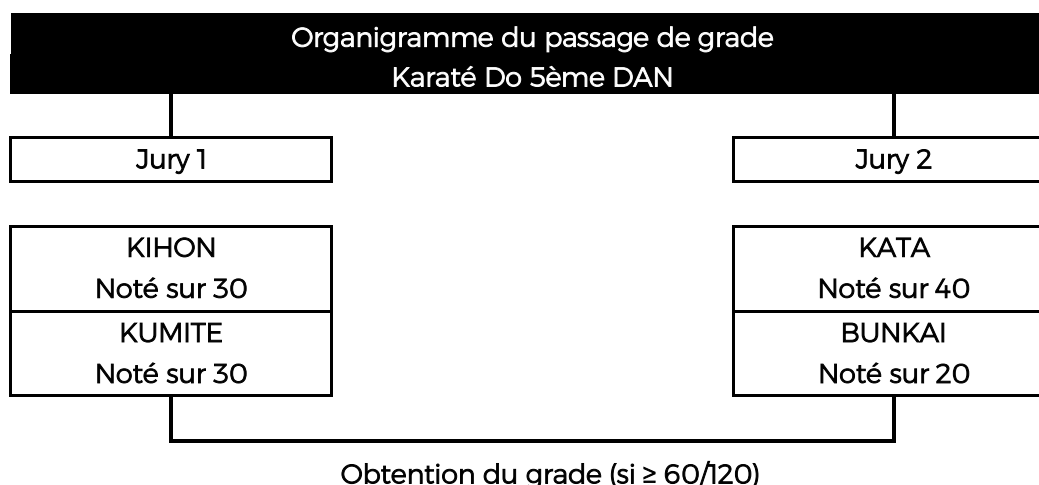 Organigramme du passage de grade
Karaté Do 5ème DAN
Jury 1
Jury 2
KIHON
Noté sur 30
KUMITE
Noté sur 30
KATA
Noté sur 40
BUNKAI
Noté sur 20
Obtention du grade (si ≥ 60/120)